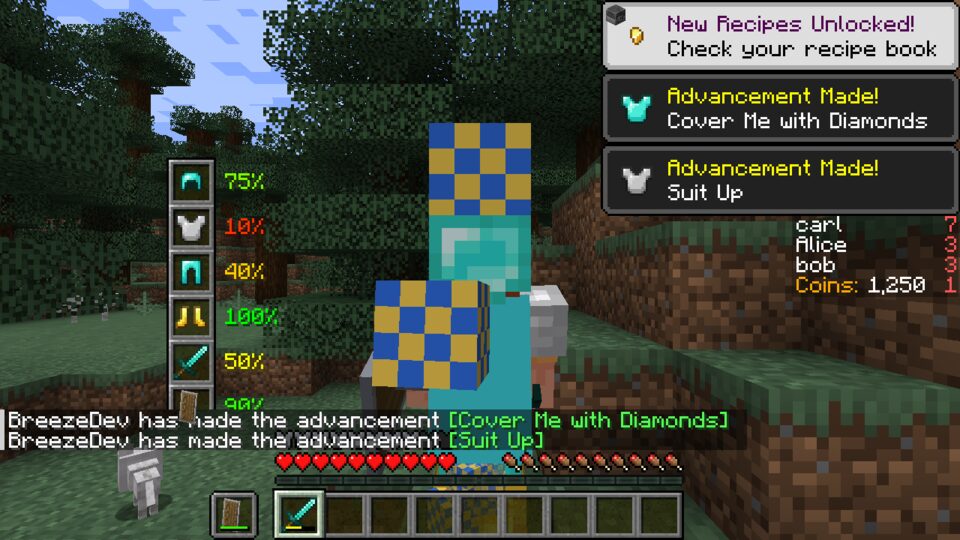 New Recipes Unlocked!
Check your recipe book
Advancement Made!
Cover Me with Diamonds
Advancement Made!
Suit Up
75%
10%
40%
100%
50%
90%
carl 7
Alice 3
bob 3
Coins: 1,250 1
BreezeDev has made the advancement [Cover Me with Diamonds]
BreezeDev has made the advancement [Suit Up]